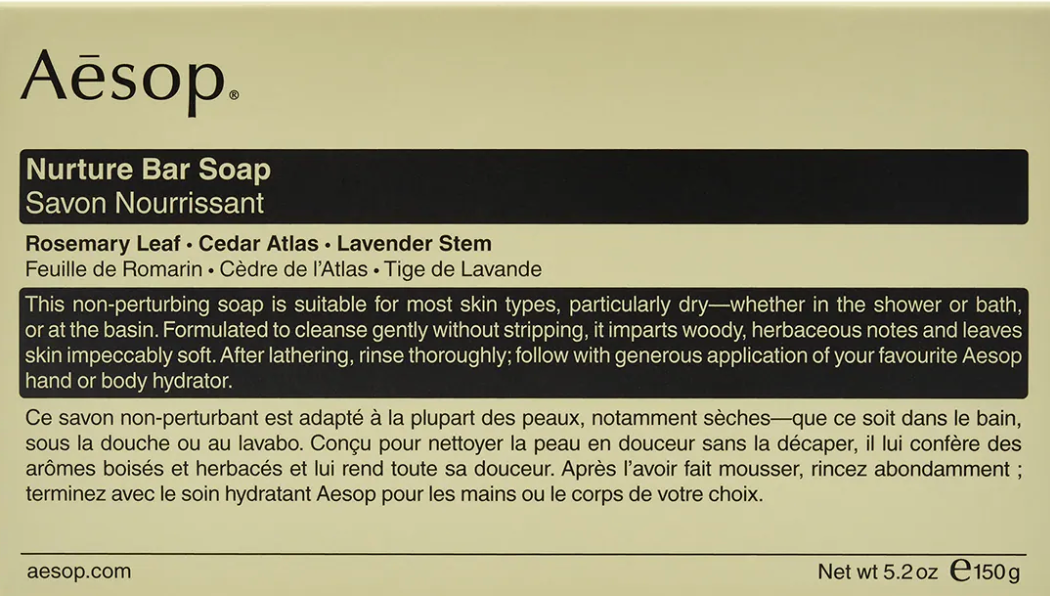 Aēsop®
Nurture Bar Soap
Savon Nourrissant
Rosemary Leaf • Cedar Atlas • Lavender Stem
Feuille de Romarin • Cèdre de l’Atlas • Tige de Lavande
This non-perturbing soap is suitable for most skin types, particularly dry—whether in the shower or bath,
or at the basin. Formulated to cleanse gently without stripping, it imparts woody, herbaceous notes and leaves
skin impeccably soft. After lathering, rinse thoroughly; follow with generous application of your favourite Aesop
hand or body hydrator.
Ce savon non-perturbant est adapté à la plupart des peaux, notamment sèches—que ce soit dans le bain,
sous la douche ou au lavabo. Conçu pour nettoyer la peau en douceur sans la décaper, il lui confère des
arômes boisés et herbacés et lui rend toute sa douceur. Après l’avoir fait mousser, rincez abondamment ;
terminez avec le soin hydratant Aesop pour les mains ou le corps de votre choix.
aesop.com
Net wt 5.2 oz ℮150 g